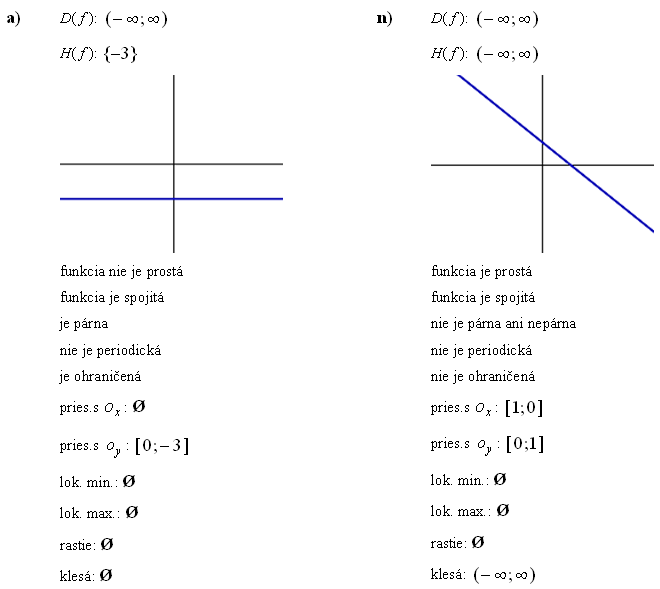 a) D(f): (−∞;∞)
H(f): {−3}
funkcia nie je prostá
funkcia je spojitá
je párna
nie je periodická
je ohraničená
pries.s oₓ : Ø
pries.s o_y : [0;−3]
lok. min.: Ø
lok. max.: Ø
rastie: Ø
klesá: Ø
n) D(f): (−∞;∞)
H(f): (−∞;∞)
funkcia je prostá
funkcia je spojitá
nie je párna ani nepárna
nie je periodická
nie je ohraničená
pries.s oₓ : [1;0]
pries.s o_y : [0;1]
lok. min.: Ø
lok. max.: Ø
rastie: Ø
klesá: (−∞;∞)